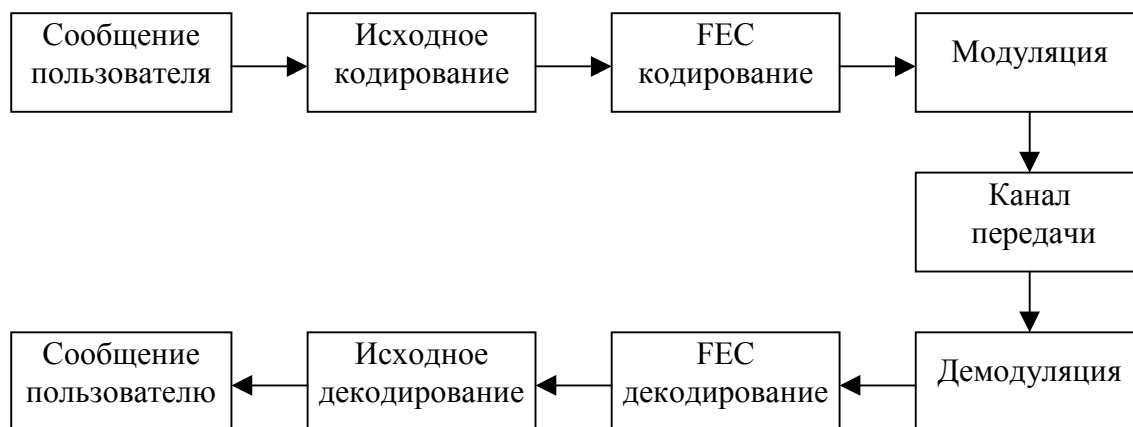 Сообщение
пользователя
Исходное
кодирование
FEC
кодирование
Модуляция
Канал
передачи
Сообщение
пользователю
Исходное
декодирование
FEC
декодирование
Демодуляция